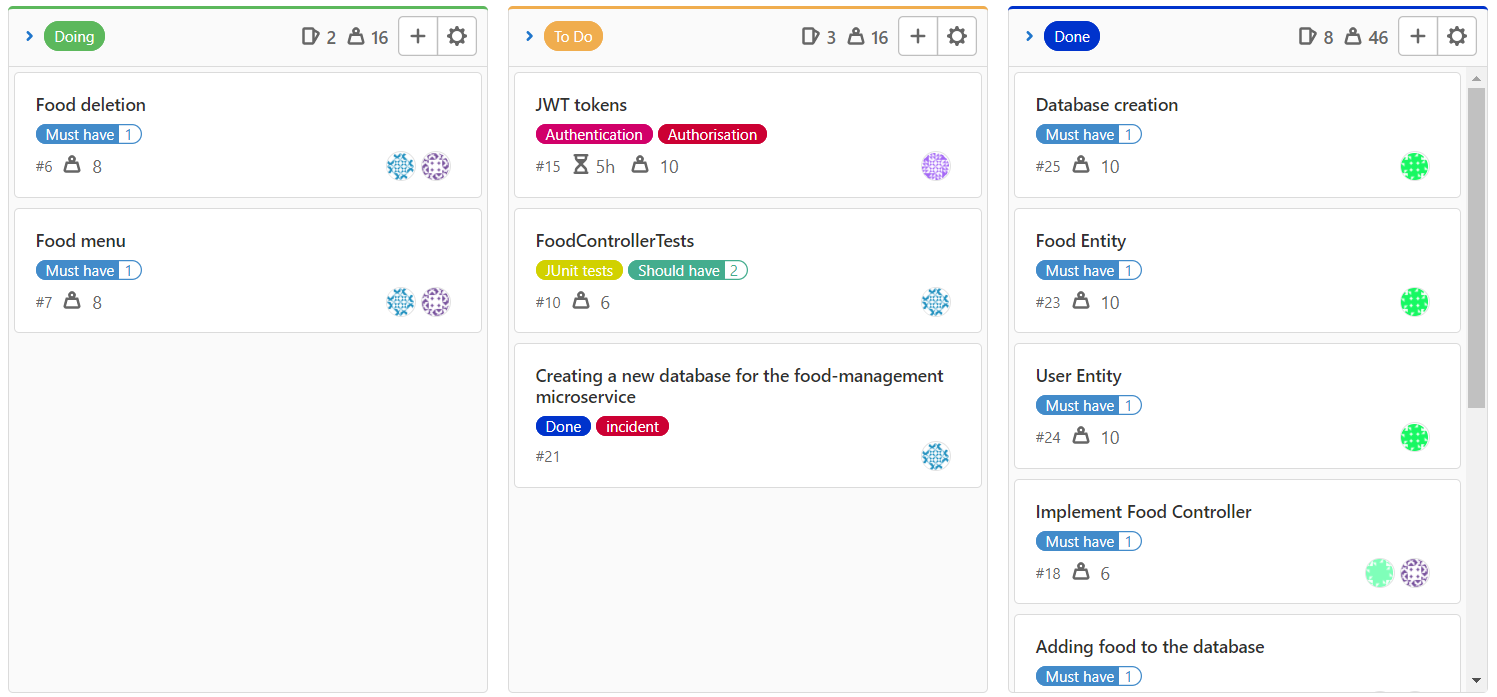 Doing 2 16
Food deletion
Must have 1
#6 8
Food menu
Must have 1
#7 8
To Do 3 16
JWT tokens
Authentication Authorisation
#15 5h 10
FoodControllerTests
JUnit tests Should have 2
#10 6
Creating a new database for the food-management
microservice
Done incident
#21
Done 8 46
Database creation
Must have 1
#25 10
Food Entity
Must have 1
#23 10
User Entity
Must have 1
#24 10
Implement Food Controller
Must have 1
#18 6
Adding food to the database
Must have 1